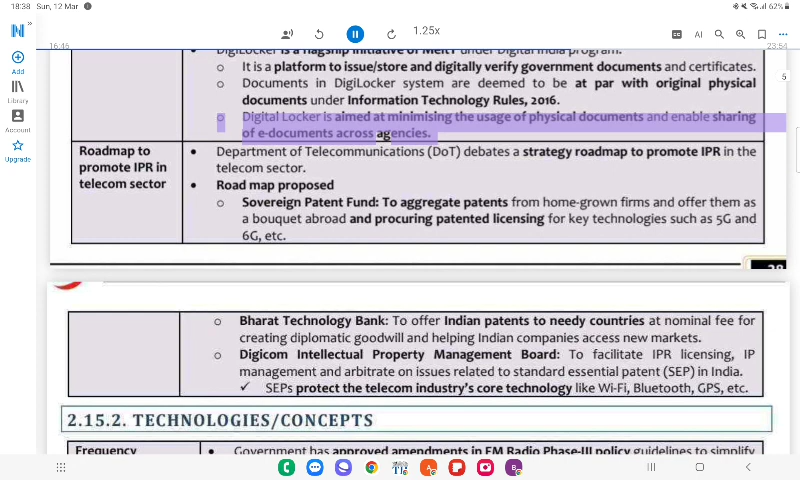 18:38 Sun, 12 Mar
62%
N »
1.25x
AI
16:46
23:54
Add
Library
Account
Upgrade
5
DigiLocker is a flagship initiative of MeitY under Digital India program.
o It is a platform to issue/store and digitally verify government documents and certificates.
o Documents in DigiLocker system are deemed to be at par with original physical
documents under Information Technology Rules, 2016.
o Digital Locker is aimed at minimising the usage of physical documents and enable sharing
of e-documents across agencies.
Roadmap to
promote IPR in
telecom sector
• Department of Telecommunications (DoT) debates a strategy roadmap to promote IPR in the
telecom sector.
• Road map proposed
o Sovereign Patent Fund: To aggregate patents from home-grown firms and offer them as
a bouquet abroad and procuring patented licensing for key technologies such as 5G and
6G, etc.
o Bharat Technology Bank: To offer Indian patents to needy countries at nominal fee for
creating diplomatic goodwill and helping Indian companies access new markets.
o Digicom Intellectual Property Management Board: To facilitate IPR licensing, IP
management and arbitrate on issues related to standard essential patent (SEP) in India.
✓ SEPs protect the telecom industry's core technology like Wi-Fi, Bluetooth, GPS, etc.
2.15.2. TECHNOLOGIES/CONCEPTS
Frequency
• Government has approved amendments in FM Radio Phase-III policy guidelines to simplify